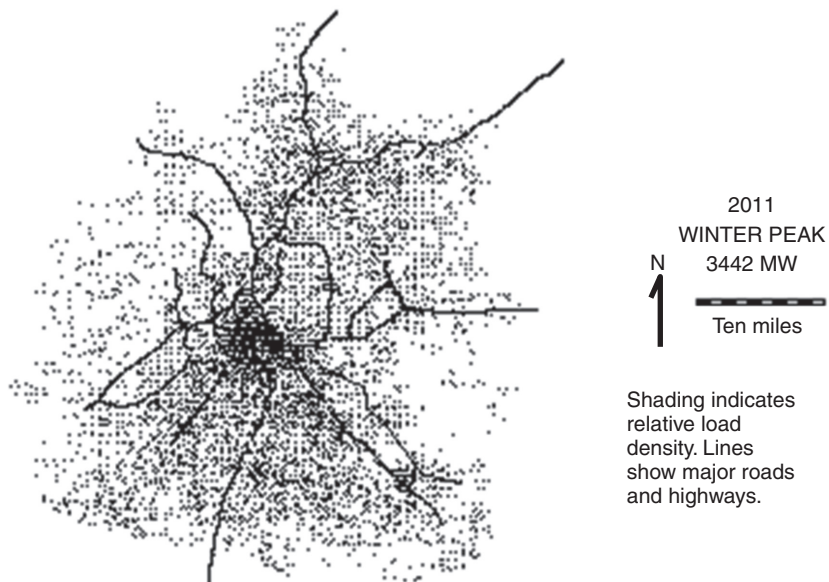 2011
WINTER PEAK
3442 MW
N
Ten miles
Shading indicates
relative load
density. Lines
show major roads
and highways.